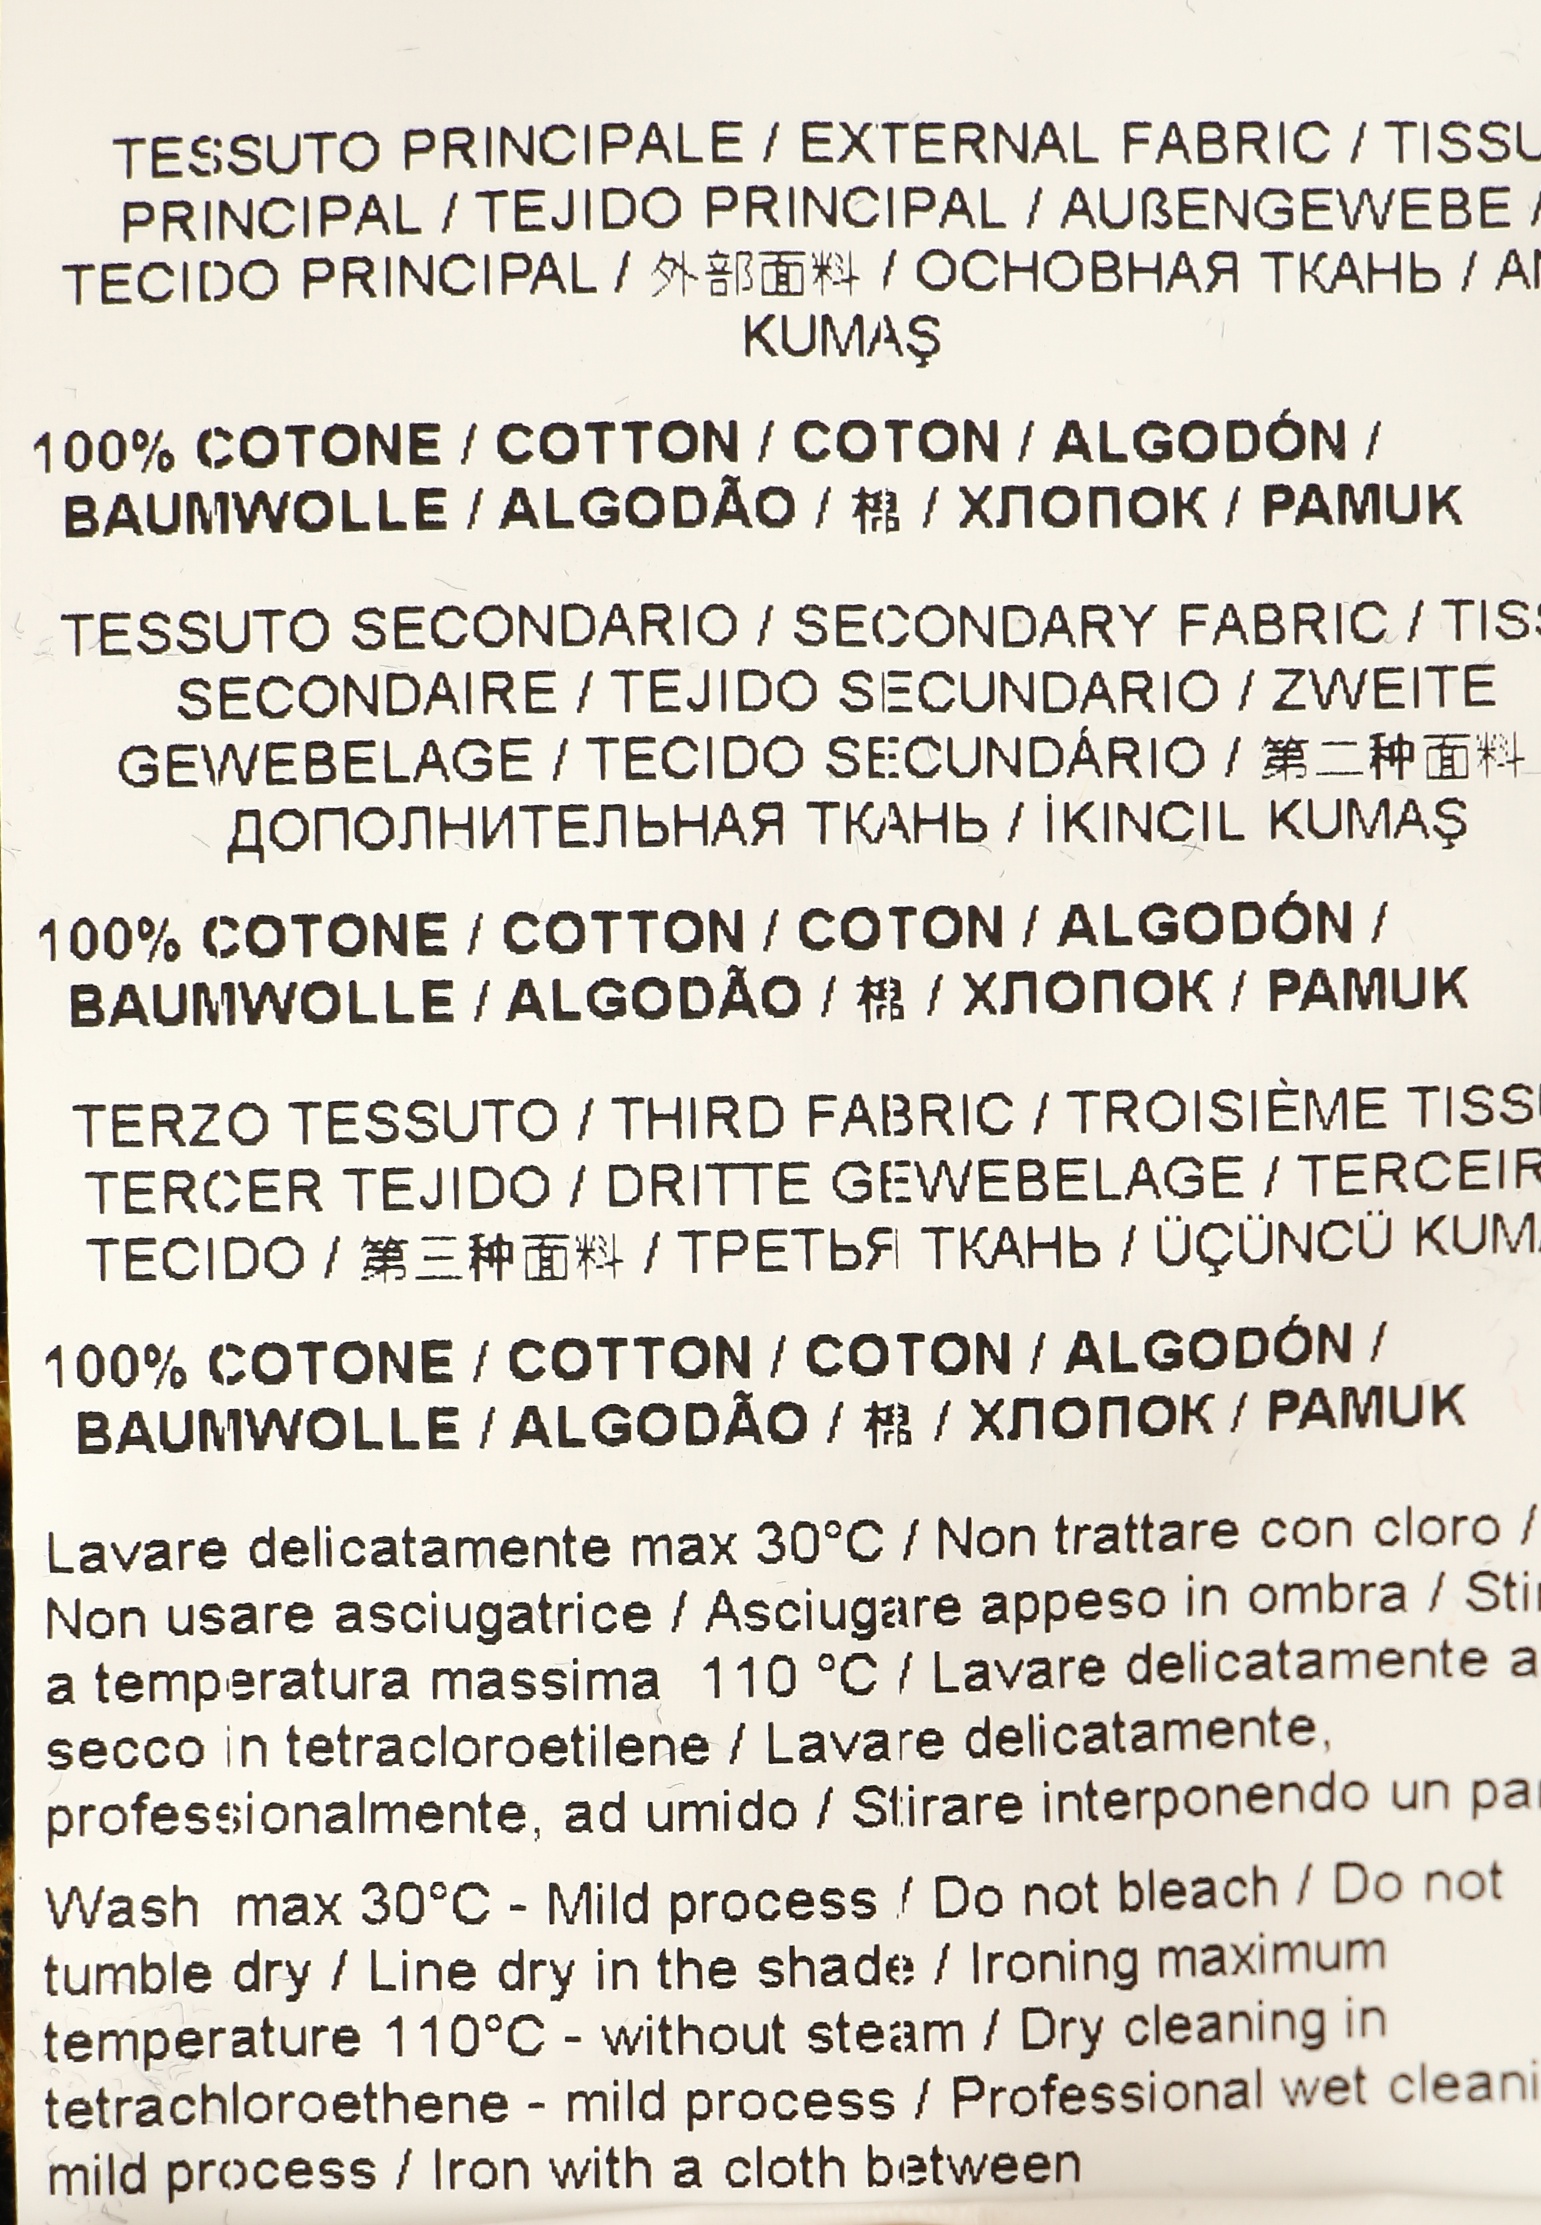 TESSUTO PRINCIPALE / EXTERNAL FABRIC / TISSU
PRINCIPAL / TEJIDO PRINCIPAL / AUßENGEWEBE /
TECIDO PRINCIPAL / 外部面料 / ОСНОВНАЯ ТКАНЬ /
KUMAŞ
100% COTONE / COTTON / COTON / ALGODÓN /
BAUMWOLLE / ALGODÃO / 棉 / ХЛОПОК / PAMUK
TESSUTO SECONDARIO / SECONDARY FABRIC /
SECONDAIRE / TEJIDO SECUNDARIO / ZWEITE
GEWEBELAGE / TECIDO SECUNDÁRIO / 第二种面料
ДОПОЛНИТЕЛЬНАЯ ТКАНЬ / İKINCIL KUMAŞ
100% COTONE / COTTON / COTON / ALGODÓN /
BAUMWOLLE / ALGODÃO / 棉 / ХЛОПОК / PAMUK
TERZO TESSUTO / THIRD FABRIC / TROISIÈME
TERCER TEJIDO / DRITTE GEWEBELAGE /
TECIDO / 第三种面料 / ТРЕТЬЯ ТКАНЬ / ÜÇÜNCÜ
100% COTONE / COTTON / COTON / ALGODÓN /
BAUMWOLLE / ALGODÃO / 棉 / ХЛОПОК / PAMUK
Lavare delicatamente max 30°C / Non trattare con cloro /
Non usare asciugatrice / Asciugare appeso in ombra /
a temperatura massima 110 °C / Lavare delicatamente a
secco in tetracloroetilene / Lavare delicatamente,
professionalmente, ad umido / Stirare interponendo un
Wash max 30°C - Mild process / Do not bleach / Do not
tumble dry / Line dry in the shade / Ironing maximum
temperature 110°C - without steam / Dry cleaning in
tetrachloroethene - mild process / Professional wet
mild process / Iron with a cloth between